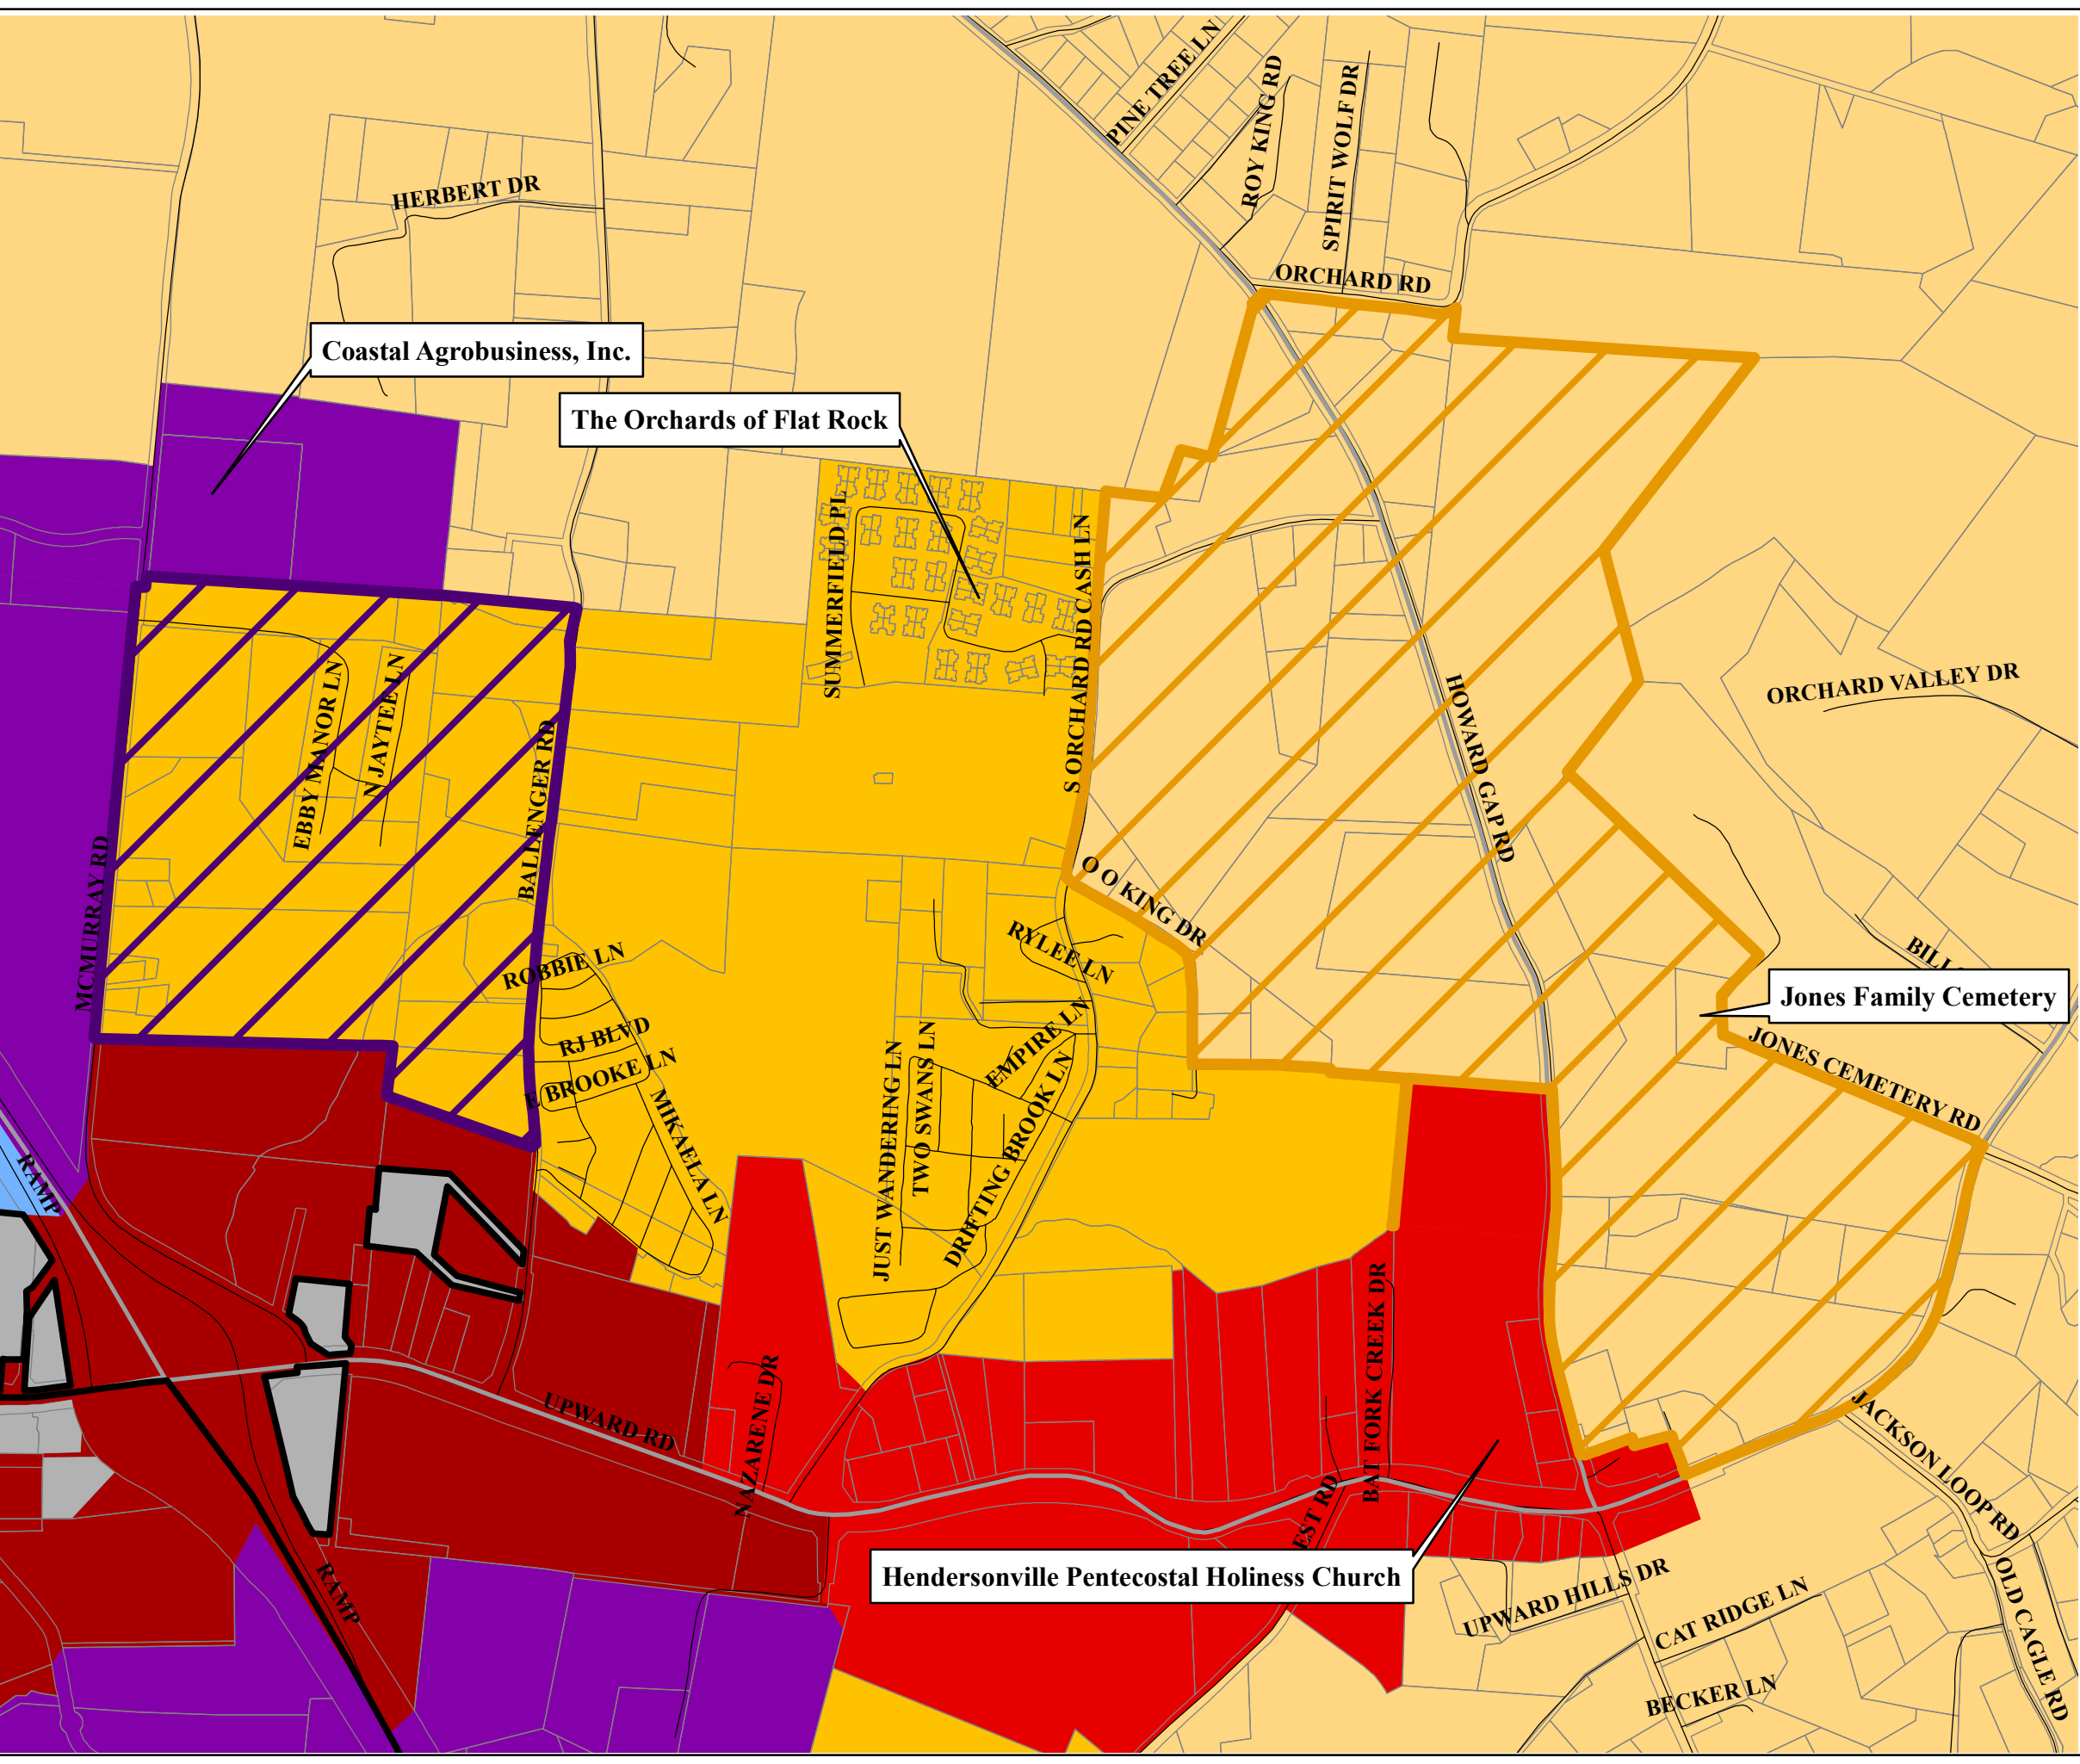 PINE TREE LN
ROY KING RD
SPIRIT WOLF DR
HERBERT DR
ORCHARD RD
Coastal Agrobusiness, Inc.
The Orchards of Flat Rock
SUMMERFIELD PL
S ORCHARD RD CASH LN
EBBY MANOR LN
N JAYTEE LN
BALLENGER RD
MCMURRAY RD
HOWARD GAP RD
ORCHARD VALLEY DR
O O KING DR
RYLEE LN
ROBBIE LN
RJ BLVD
E BROOKE LN
MIKAELA LN
JUST WANDERING LN
TWO SWANS LN
EMPIRE LN
DRIFTING BROOK LN
Jones Family Cemetery
JONES CEMETERY RD
RAMP
UPWARD RD
NAZARENE DR
BAT FORK CREEK DR
EST RD
JACKSON LOOP RD
Hendersonville Pentecostal Holiness Church
UPWARD HILLS DR
CAT RIDGE LN
OLD CAGLE RD
BECKER LN
RAMP